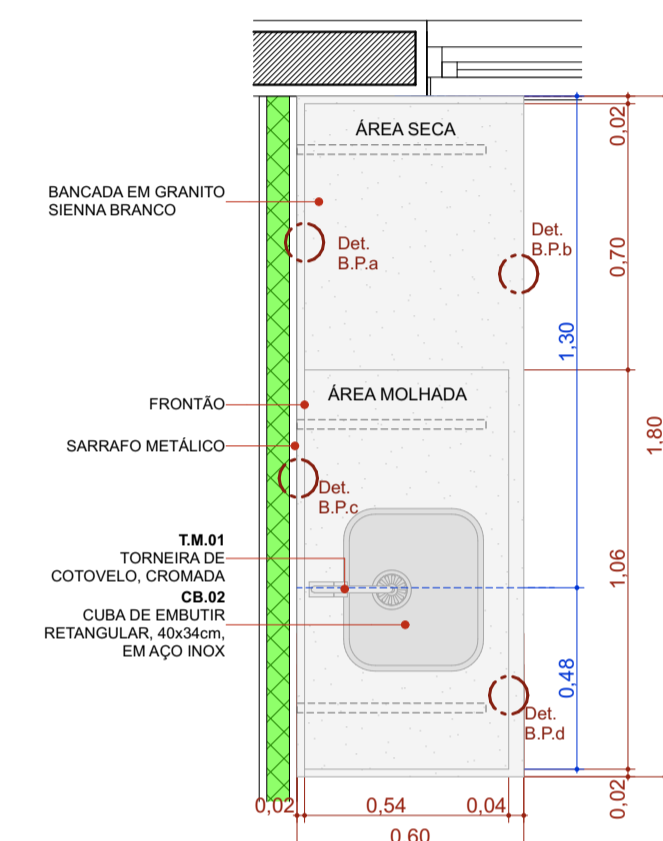 ÁREA SECA
0,02
BANCADA EM GRANITO
SIENNA BRANCO
Det.
B.P.a
Det.
B.P.b
0,70
1,30
FRONTÃO
ÁREA MOLHADA
1,80
SARRAFO METÁLICO
Det.
B.P.c
T.M.01
TORNEIRA DE
COTOVELO, CROMADA
CB.02
CUBA DE EMBUTIR
RETANGULAR, 40x34cm,
EM AÇO INOX
1,06
0,48
Det.
B.P.d
0,02
0,02
0,54
0,04
0,60